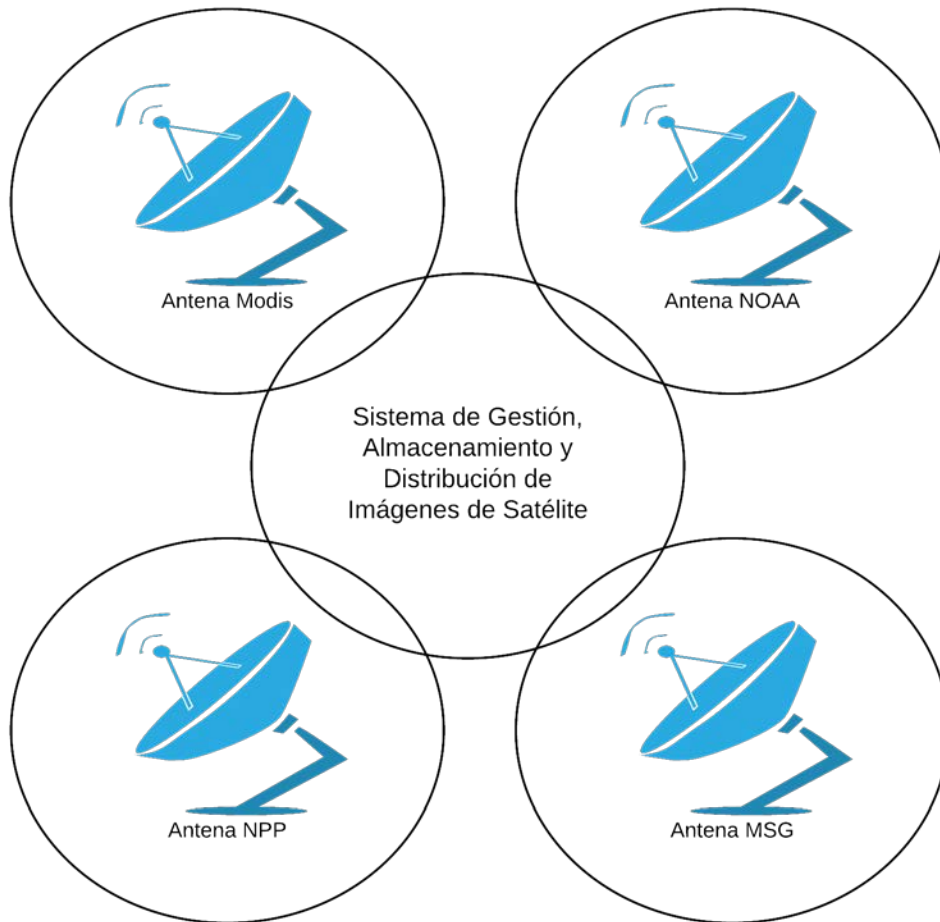 Antena Modis
Antena NOAA
Sistema de Gestión,
Almacenamiento y
Distribución de
Imágenes de Satélite
Antena NPP
Antena MSG